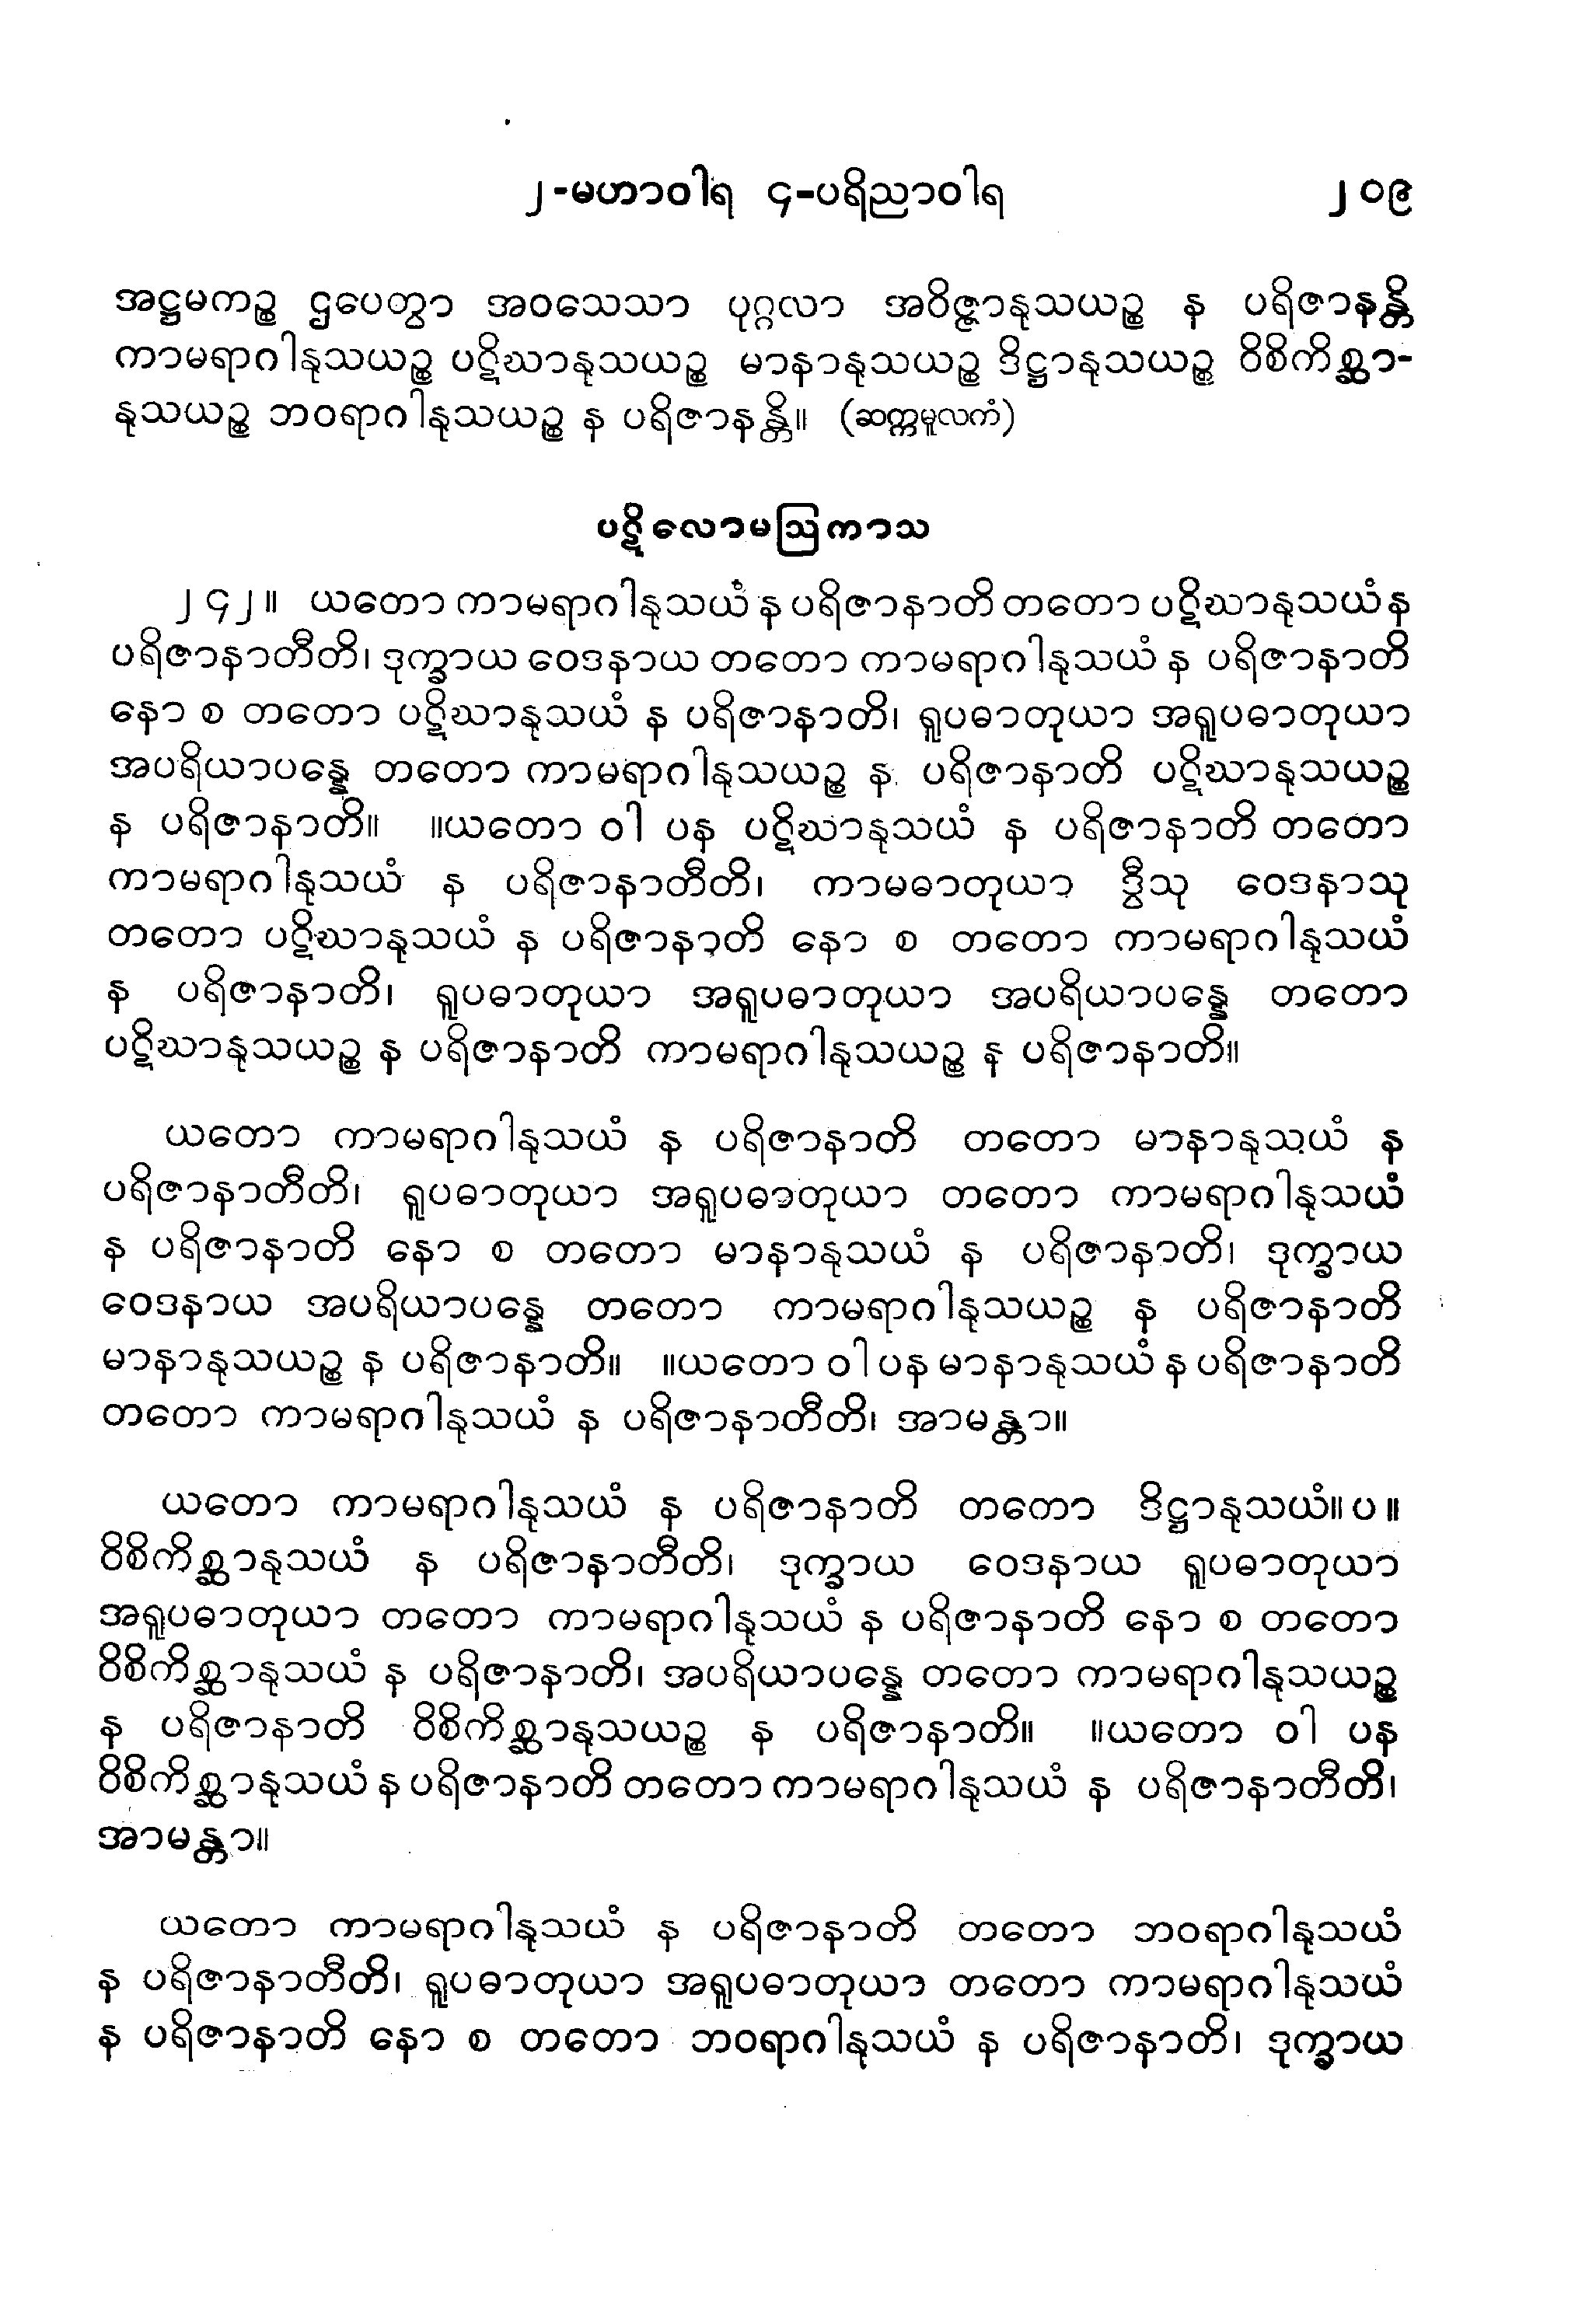 ၂-မဟာဝါရ ၄-ပရိညာဝါရ ၂၀၉
အဋ္ဌမကဉ္စ ဌပေတွာ အဝသေသာ ပုဂ္ဂလာ အဝိဇ္ဇာနုသယဉ္စ န ပရိဇာနန္တိ
ကာမရာဂါနုသယဉ္စ ပဋိဃာနုသယဉ္စ မာနာနုသယဉ္စ ဒိဋ္ဌာနုသယဉ္စ ဝိစိကိစ္ဆာ-
နုသယဉ္စ ဘဝရာဂါနုသယဉ္စ န ပရိဇာနန္တိ။ (ဆက္ကမူလကံ)
ပဋိလောမဩကာသ
၂၄၂။ ယတော ကာမရာဂါနုသယံ န ပရိဇာနာတိ တတော ပဋိဃာနုသယံ န
ပရိဇာနာတီတိ၊ ဒုက္ခာယ ဝေဒနာယ တတော ကာမရာဂါနုသယံ န ပရိဇာနာတိ
နော စ တတော ပဋိဃာနုသယံ န ပရိဇာနာတိ၊ ရူပဓာတုယာ အရူပဓာတုယာ
အပရိယာပန္နေ တတော ကာမရာဂါနုသယဉ္စ န ပရိဇာနာတိ ပဋိဃာနုသယဉ္စ
န ပရိဇာနာတိ။ ။ယတော ဝါ ပန ပဋိဃာနုသယံ န ပရိဇာနာတိ တတော
ကာမရာဂါနုသယံ န ပရိဇာနာတီတိ၊ ကာမဓာတုယာ ဒွီသု ဝေဒနာသု
တတော ပဋိဃာနုသယံ န ပရိဇာနာတိ နော စ တတော ကာမရာဂါနုသယံ
န ပရိဇာနာတိ၊ ရူပဓာတုယာ အရူပဓာတုယာ အပရိယာပန္နေ တတော
ပဋိဃာနုသယဉ္စ န ပရိဇာနာတိ ကာမရာဂါနုသယဉ္စ န ပရိဇာနာတိ။
ယတော ကာမရာဂါနုသယံ န ပရိဇာနာတိ တတော မာနာနုသယံ န
ပရိဇာနာတီတိ၊ ရူပဓာတုယာ အရူပဓာတုယာ တတော ကာမရာဂါနုသယံ
န ပရိဇာနာတိ နော စ တတော မာနာနုသယံ န ပရိဇာနာတိ၊ ဒုက္ခာယ
ဝေဒနာယ အပရိယာပန္နေ တတော ကာမရာဂါနုသယဉ္စ န ပရိဇာနာတိ
မာနာနုသယဉ္စ န ပရိဇာနာတိ။ ။ယတော ဝါ ပန မာနာနုသယံ န ပရိဇာနာတိ
တတော ကာမရာဂါနုသယံ န ပရိဇာနာတီတိ၊ အာမန္တာ။
ယတော ကာမရာဂါနုသယံ န ပရိဇာနာတိ တတော ဒိဋ္ဌာနုသယံ။ ပ ။
ဝိစိကိစ္ဆာနုသယံ န ပရိဇာနာတီတိ၊ ဒုက္ခာယ ဝေဒနာယ ရူပဓာတုယာ
အရူပဓာတုယာ တတော ကာမရာဂါနုသယံ န ပရိဇာနာတိ နော စ တတော
ဝိစိကိစ္ဆာနုသယံ န ပရိဇာနာတိ၊ အပရိယာပန္နေ တတော ကာမရာဂါနုသယဉ္စ
န ပရိဇာနာတိ ဝိစိကိစ္ဆာနုသယဉ္စ န ပရိဇာနာတိ။ ။ယတော ဝါ ပန
ဝိစိကိစ္ဆာနုသယံ န ပရိဇာနာတိ တတော ကာမရာဂါနုသယံ န ပရိဇာနာတီတိ၊
အာမန္တာ။
ယတော ကာမရာဂါနုသယံ န ပရိဇာနာတိ တတော ဘဝရာဂါနုသယံ
န ပရိဇာနာတီတိ၊ ရူပဓာတုယာ အရူပဓာတုယာ တတော ကာမရာဂါနုသယံ
န ပရိဇာနာတိ နော စ တတော ဘဝရာဂါနုသယံ န ပရိဇာနာတိ၊ ဒုက္ခာယ